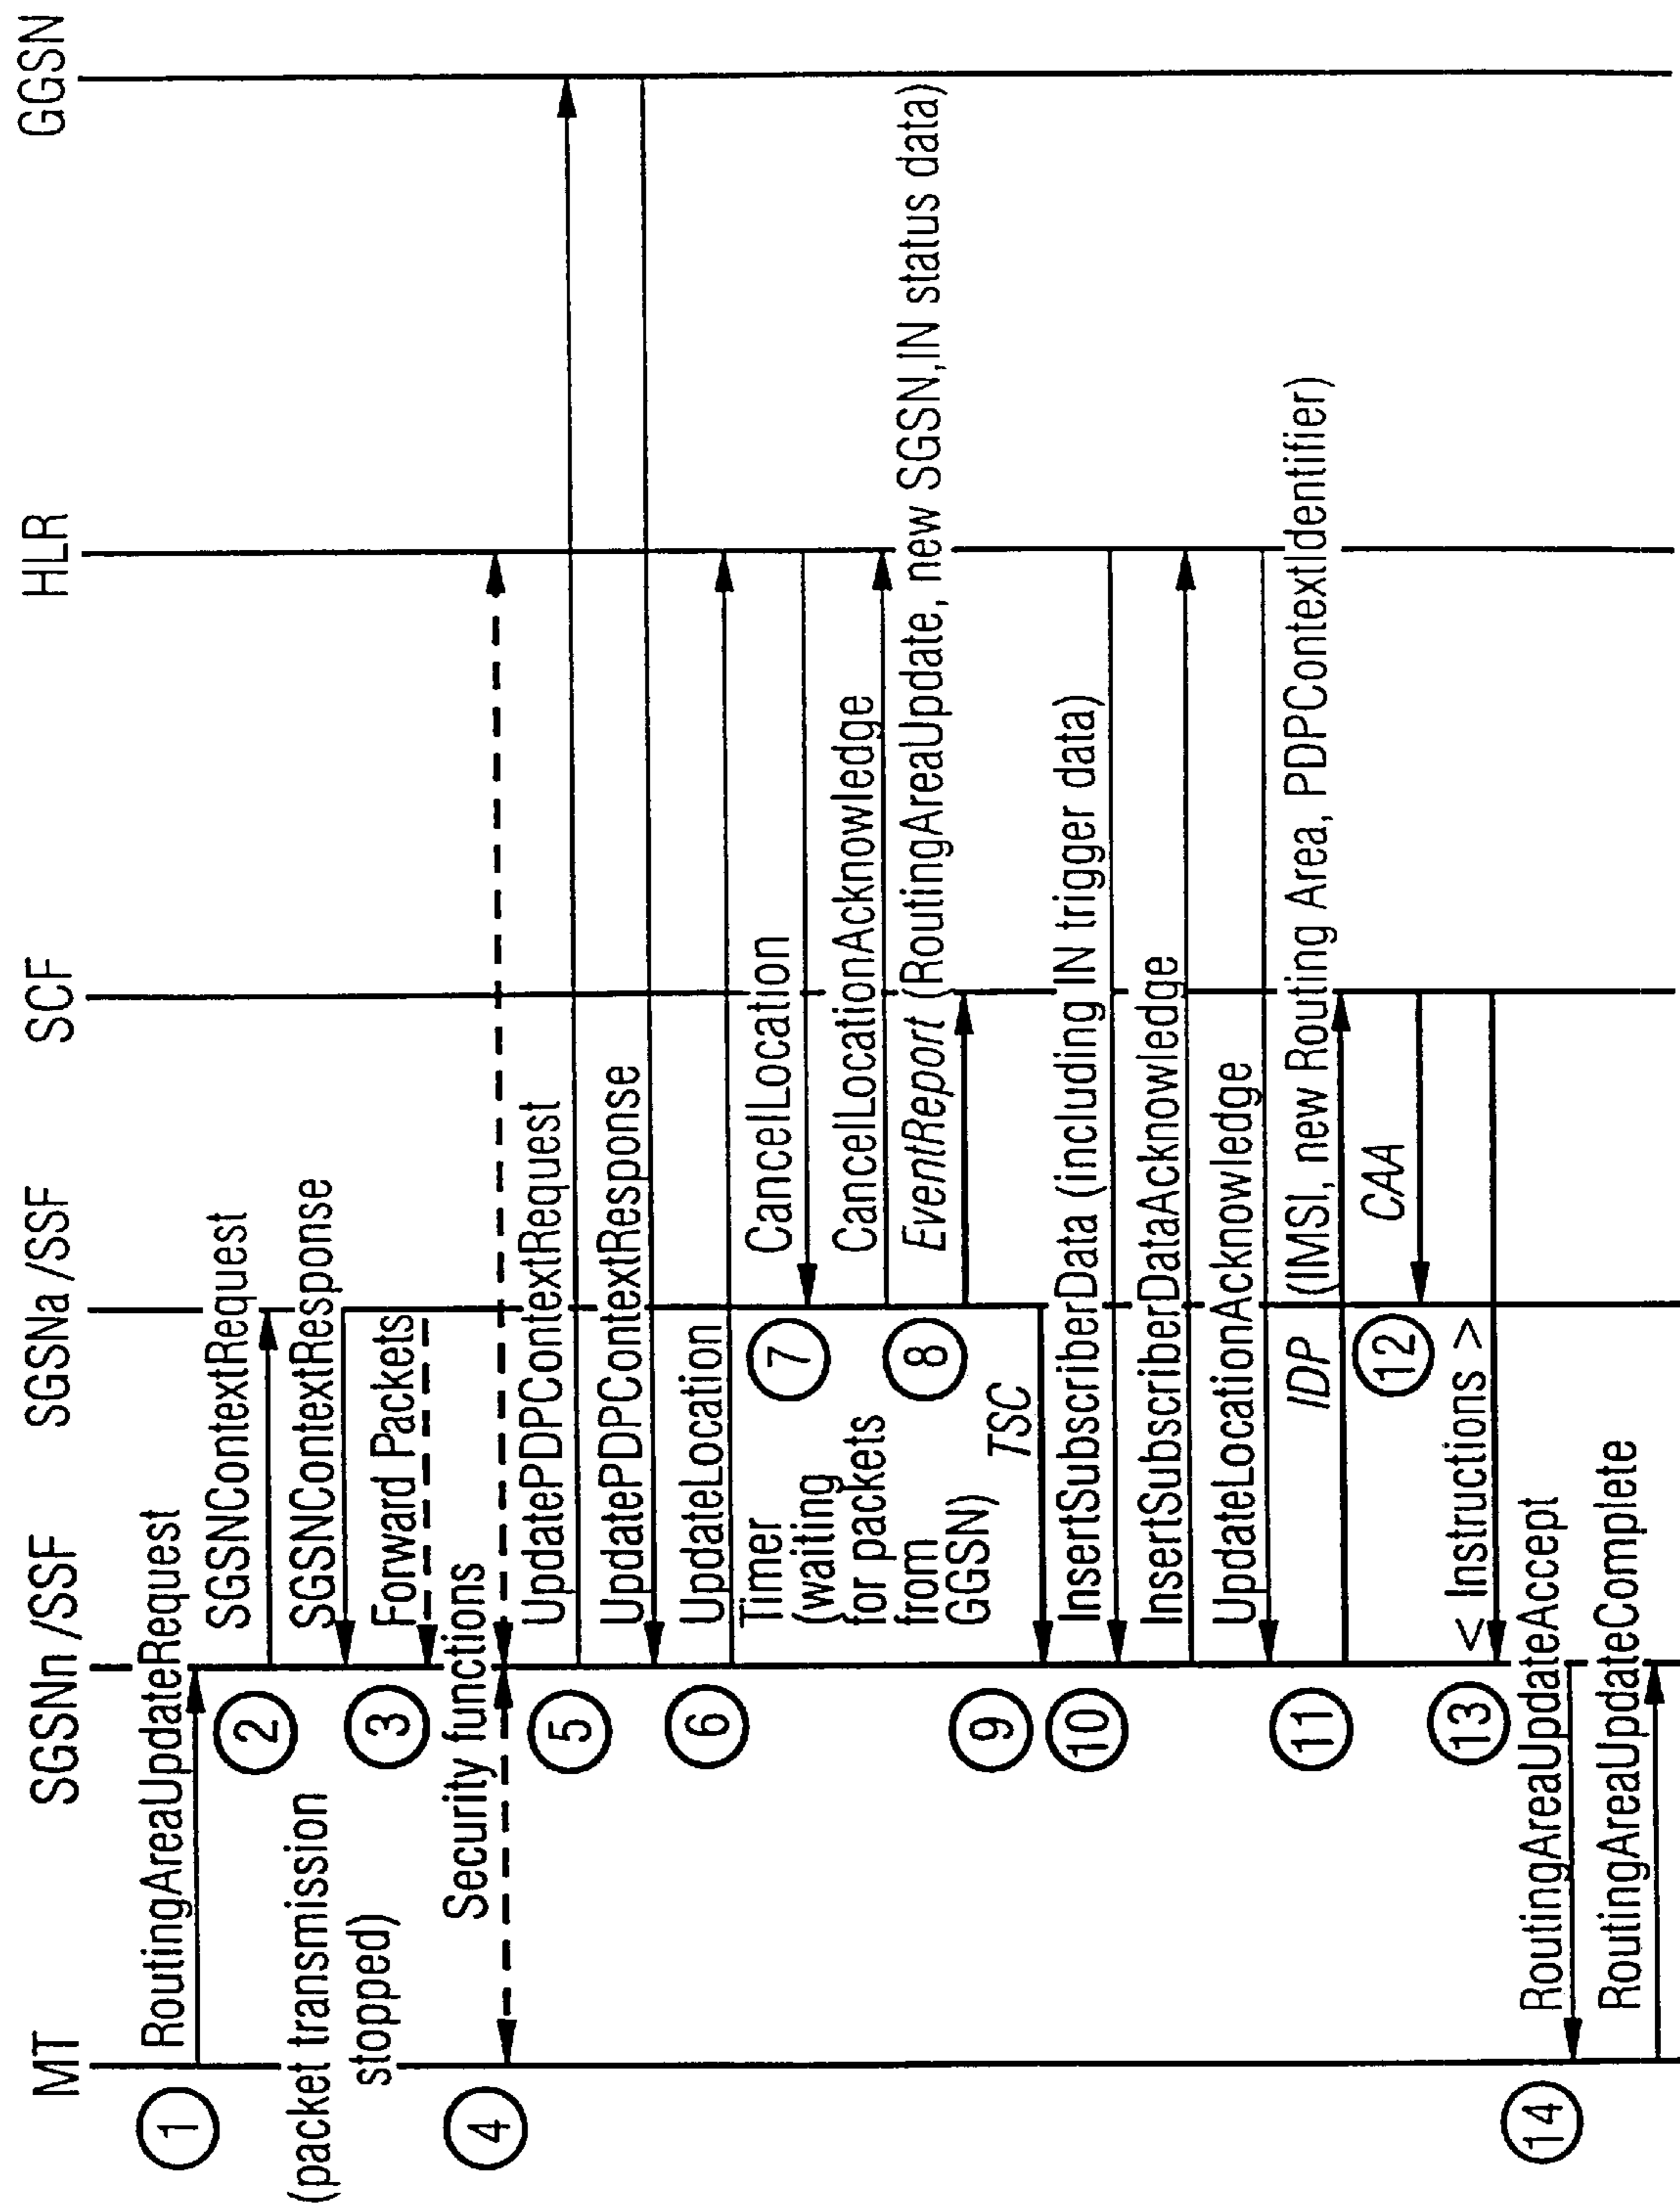 MT
SGSNn /SSF
SGSNa /SSF
SCF
HLR
GGSN
1
RoutingAreaUpdateRequest
2
SGSNContextRequest
(packet transmission
stopped)
SGSNContextResponse
3
Forward Packets
4
Security functions
5
UpdatePDPContextRequest
UpdatePDPContextResponse
6
UpdateLocation
Timer
(waiting
for packets
from
GGSN)
7
CancelLocation
CancelLocationAcknowledge
8
EventReport (RoutingAreaUpdate, new SGSN,IN status data)
9
TSC
10
InsertSubscriberData (including IN trigger data)
InsertSubscriberDataAcknowledge
UpdateLocationAcknowledge
11
IDP (IMSI, new Routing Area, PDPContextIdentifier)
12
CAA
13
< Instructions >
14
RoutingAreaUpdateAccept
RoutingAreaUpdateComplete